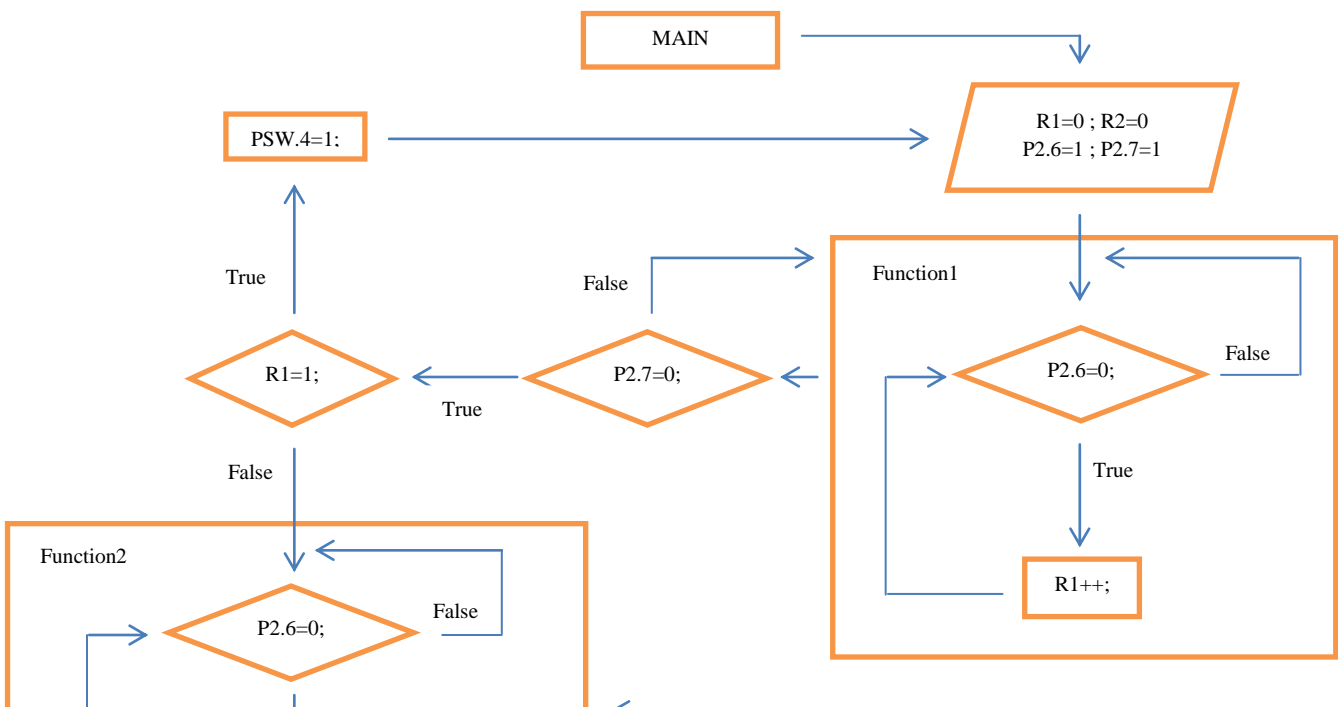 MAIN
PSW.4=1;
R1=0 ; R2=0
P2.6=1 ; P2.7=1
True
False
Function1
R1=1;
P2.7=0;
P2.6=0;
False
True
False
True
Function2
R1++;
P2.6=0;
False